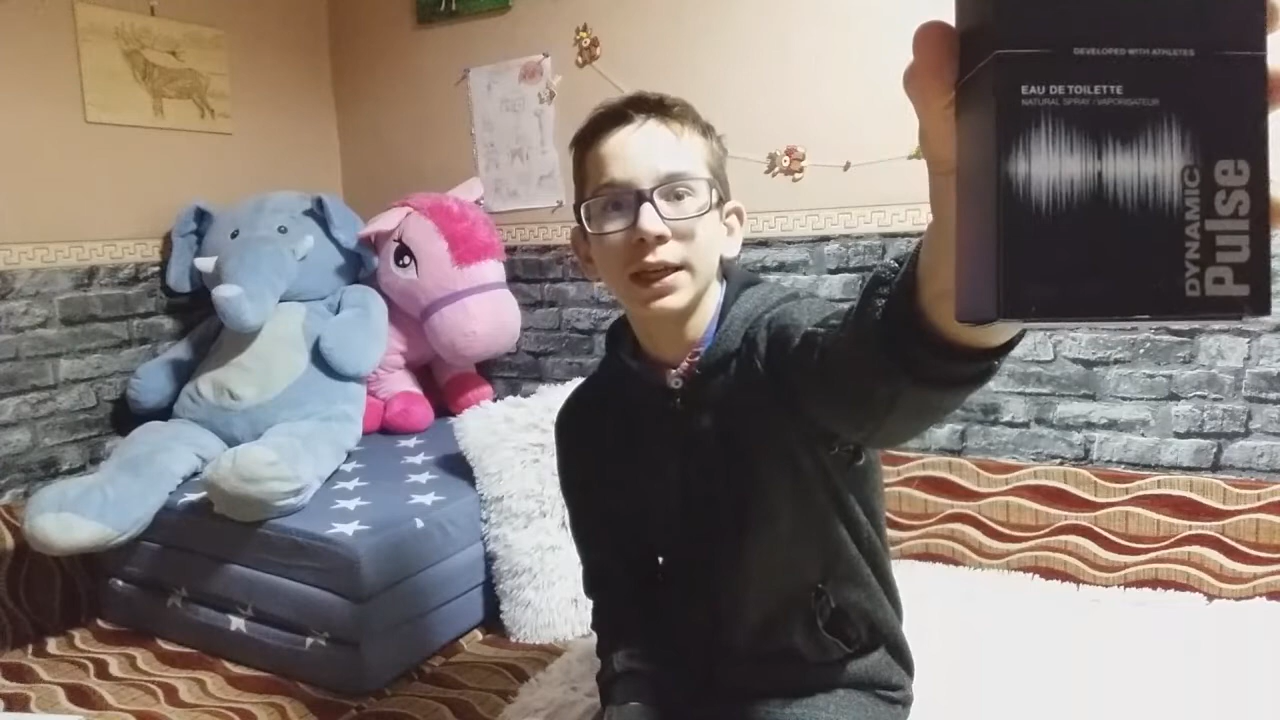 DEVELOPED WITH ATHLETES
EAU DE TOILETTE
NATURAL SPRAY / VAPORISATEUR
DYNAMIC
Pulse